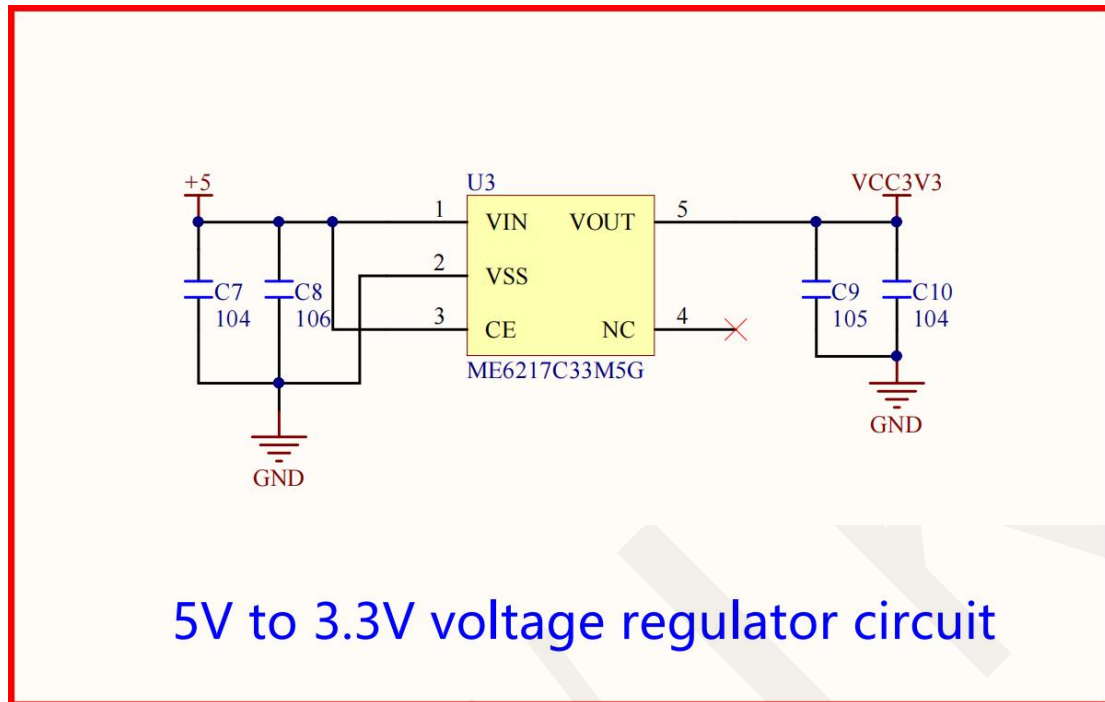 +5
U3
VCC3V3
1
VIN
VOUT
5
2
VSS
C7
104
C8
106
3
CE
NC
4
C9
105
C10
104
ME6217C33M5G
GND
GND
5V to 3.3V voltage regulator circuit